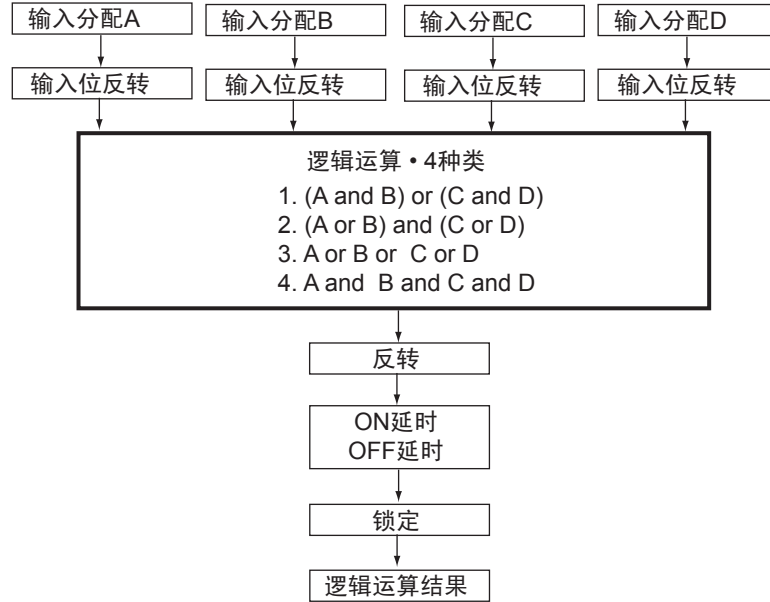 输入分配A
输入分配B
输入分配C
输入分配D
输入位反转
输入位反转
输入位反转
输入位反转
逻辑运算 • 4种类
1. (A and B) or (C and D)
2. (A or B) and (C or D)
3. A or B or C or D
4. A and B and C and D
反转
ON延时
OFF延时
锁定
逻辑运算结果